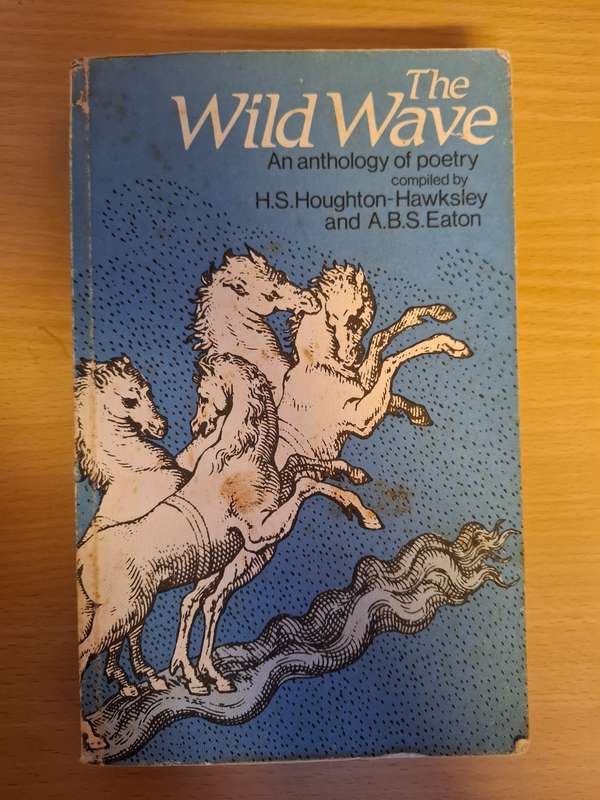 The
Wild Wave
An anthology of poetry
compiled by
H.S.Houghton-Hawksley
and A.B.S.Eaton